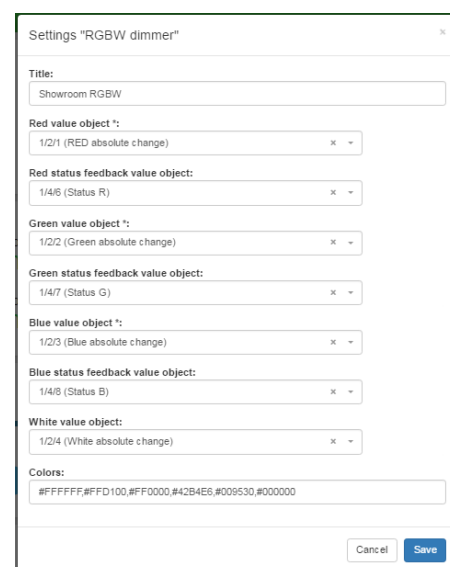 Settings "RGBW dimmer"
×
Title:
Showroom RGBW
Red value object *:
1/2/1 (RED absolute change)
×
Red status feedback value object:
1/4/6 (Status R)
×
Green value object *:
1/2/2 (Green absolute change)
×
Green status feedback value object:
1/4/7 (Status G)
×
Blue value object *:
1/2/3 (Blue absolute change)
×
Blue status feedback value object:
1/4/8 (Status B)
×
White value object:
1/2/4 (White absolute change)
×
Colors:
#FFFFFF,#FFD100,#FF0000,#42B4E6,#009530,#000000
Cancel Save